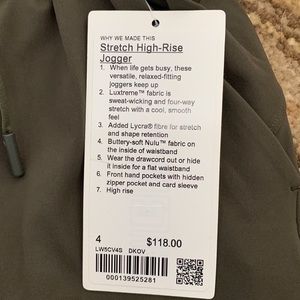 WHY WE MADE THIS
Stretch High-Rise
Jogger
1. When life gets busy, these
versatile, relaxed-fitting
joggers keep up
2. Luxtreme™ fabric is
sweat-wicking and four-way
stretch with a cool, smooth
feel
3. Added Lycra® fibre for stretch
and shape retention
4. Buttery-soft Nulu™ fabric on
the inside of waistband
5. Wear the drawcord out or hide
it inside for a flat waistband
6. Front hand pockets with hidden
zipper pocket and card sleeve
7. High rise
4 $118.00
LW5CV4S DKOV
000139525281